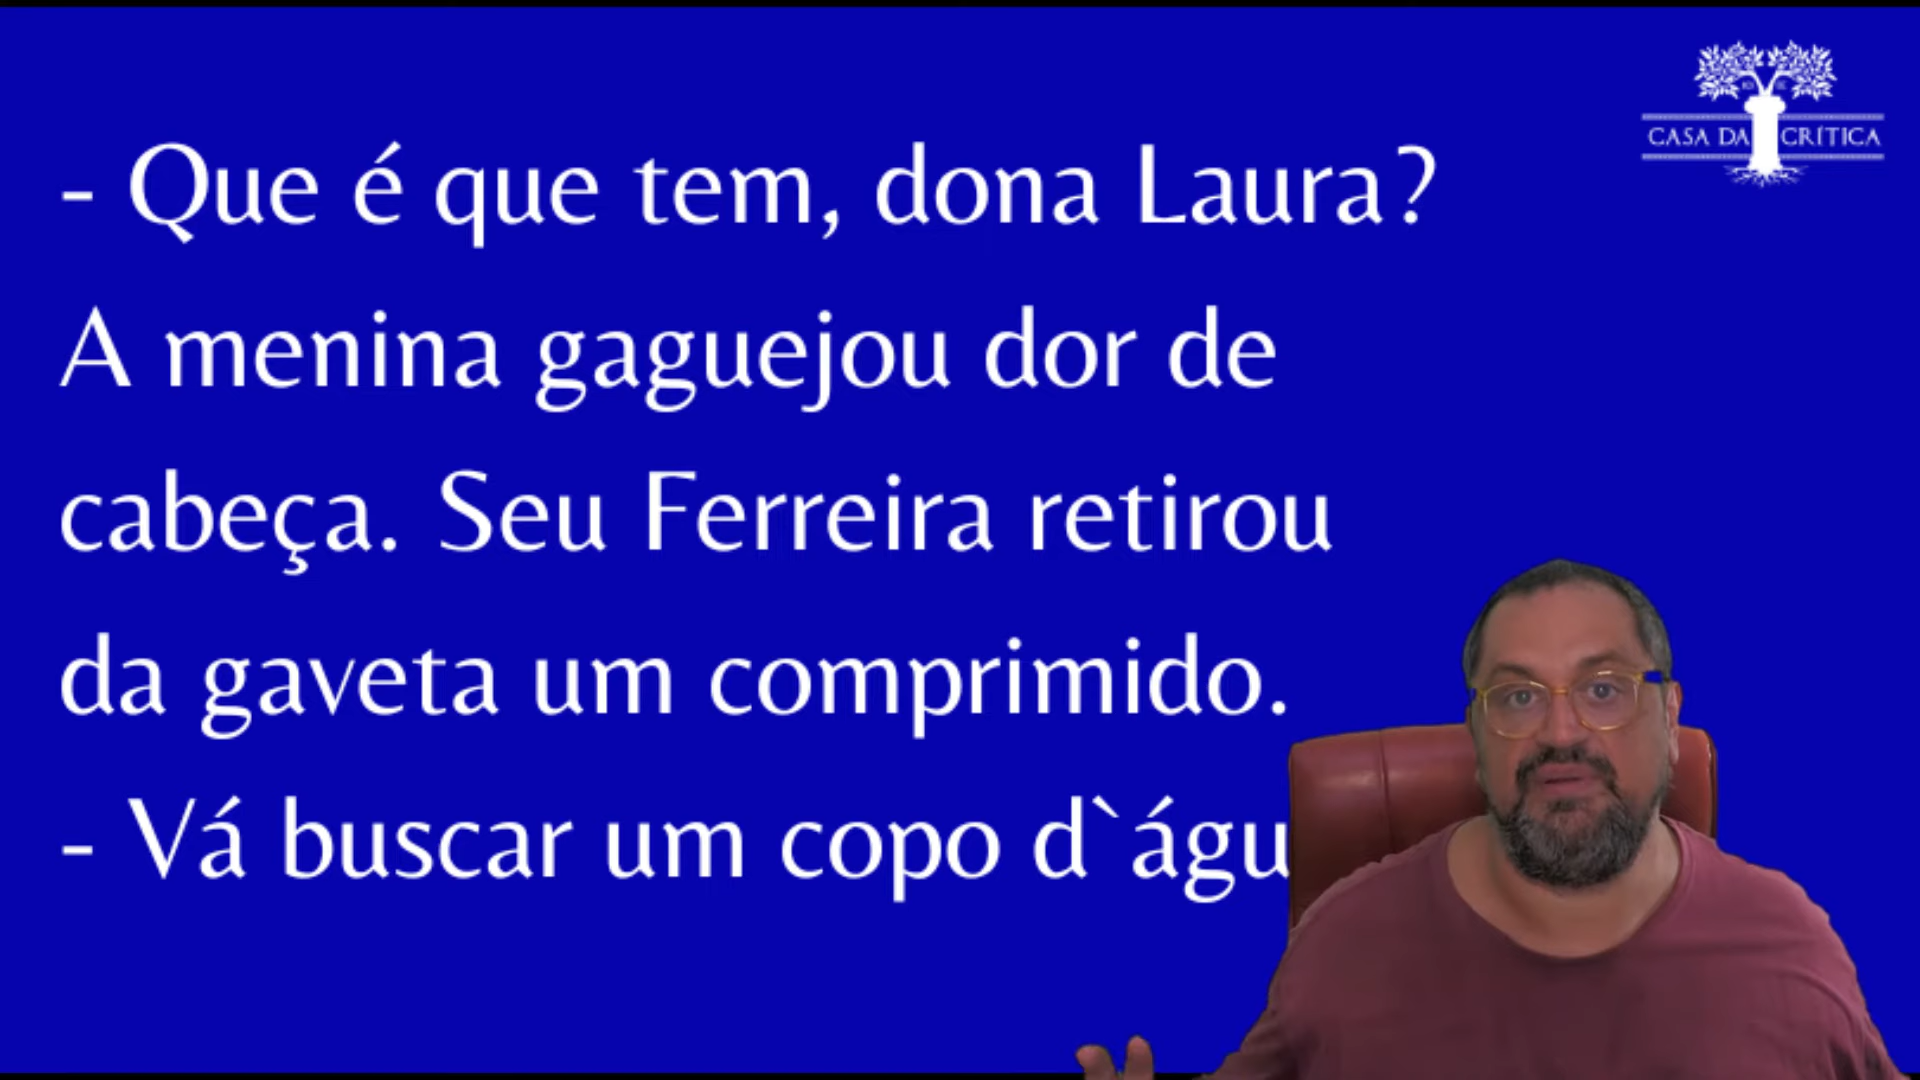 CASA DA CRÍTICA
- Que é que tem, dona Laura?
A menina gaguejou dor de
cabeça. Seu Ferreira retirou
da gaveta um comprimido.
- Vá buscar um copo d`águ